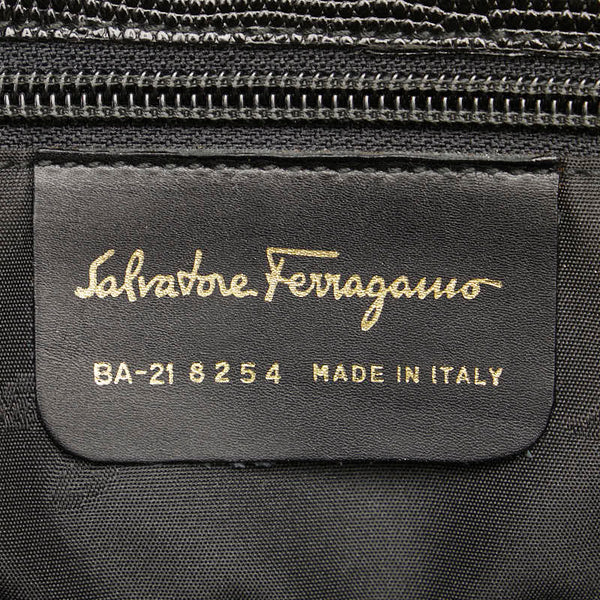 Salvatore Ferragamo
BA-21 8254 MADE IN ITALY